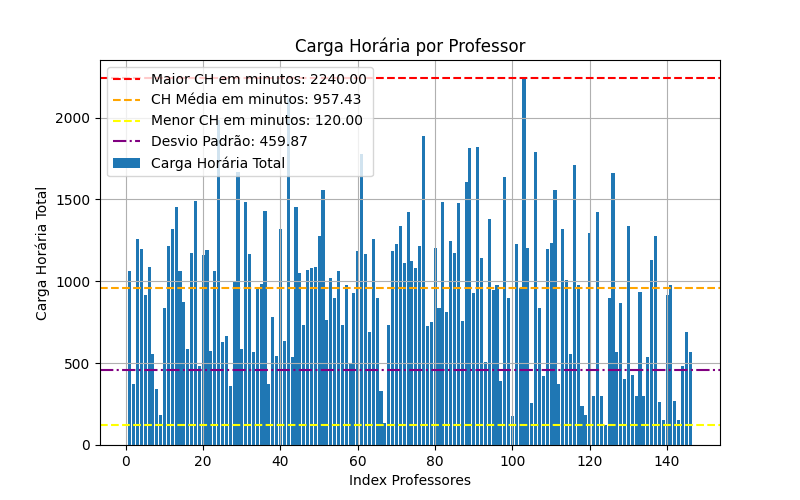 Carga Horária por Professor
Maior CH em minutos: 2240.00
CH Média em minutos: 957.43
Menor CH em minutos: 120.00
Desvio Padrão: 459.87
Carga Horária Total
Carga Horária Total
2000
1500
1000
500
0
0 20 40 60 80 100 120 140
Index Professores